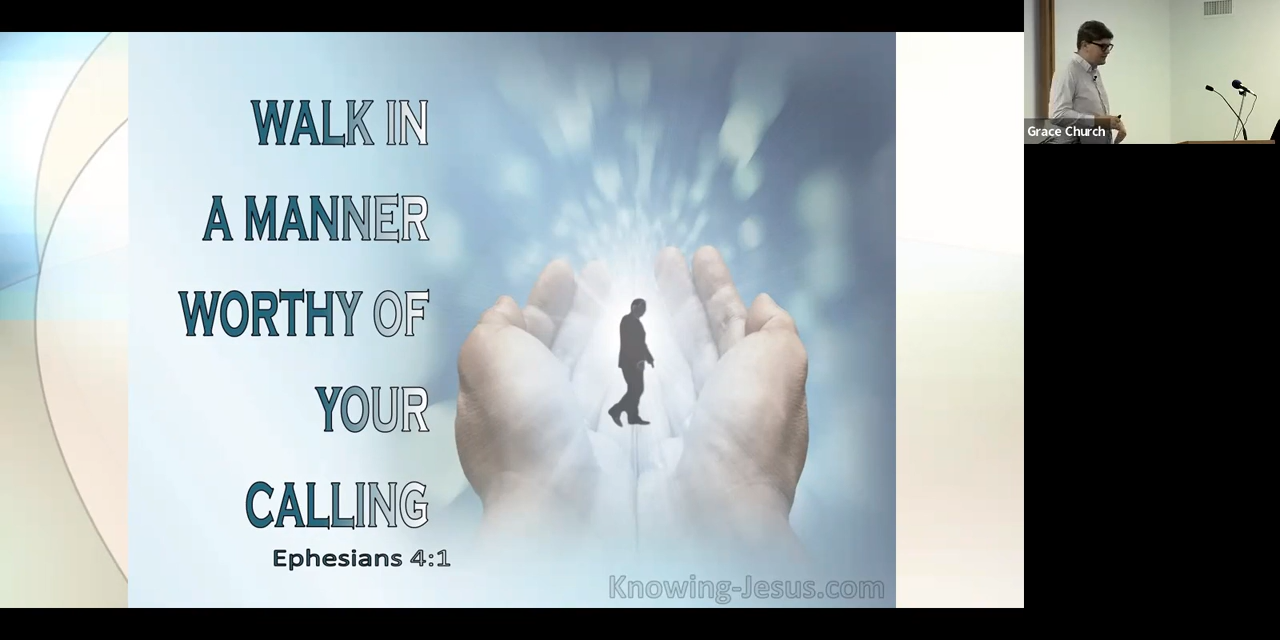 WALK IN
A MANNER
WORTHY OF
YOUR
CALLING
Ephesians 4:1
Knowing-Jesus.com
Grace Church